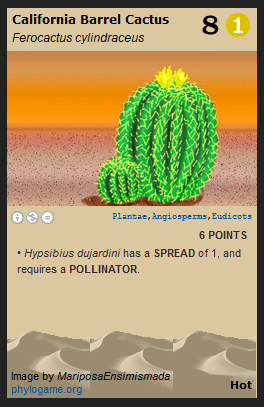 California Barrel Cactus
Ferocactus cylindraceus
8 1
Plantae, Angiosperms, Eudicots
6 POINTS
• Hypsibius dujardini has a SPREAD of 1, and
requires a POLLINATOR.
Image by MariposaEnsimismada
phylogame.org
Hot